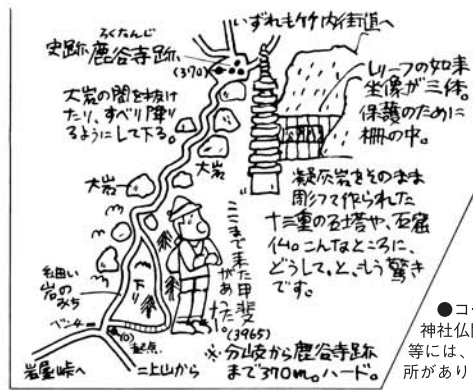 いずれも竹内街道へ
ろくたんじ
史跡鹿谷寺跡
(370)
レリーフの如来
坐像が三体。
保護のために
柵の中。
大岩の間を抜け
たり、すべり降り
るようにして下る。
大岩
大岩
凝灰岩をそのまま
彫って作られた
十三重の石塔や、石窟
仏。こんなところに、
どうして、と、もう驚き
です。
ここまで来た甲斐
があった。
(3965)
細い
岩のみち
下り
ベンチ
(0)
起点
岩屋峠へ
二上山から
※分岐から鹿谷寺跡
まで370m。ハード。
●コー
神社仏閣
等には、
所があり